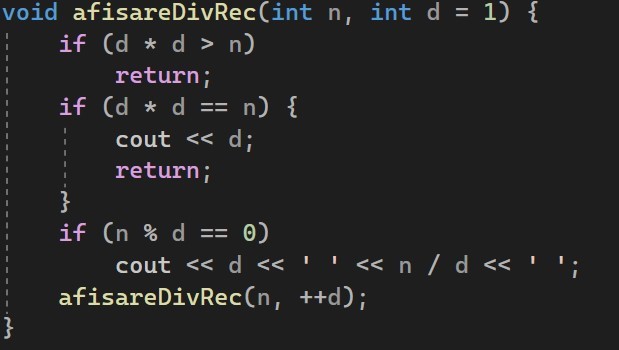 void afisareDivRec(int n, int d = 1) {
    if (d * d > n)
        return;
    if (d * d == n) {
        cout << d;
        return;
    }
    if (n % d == 0)
        cout << d << ' ' << n / d << ' ';
    afisareDivRec(n, ++d);
}